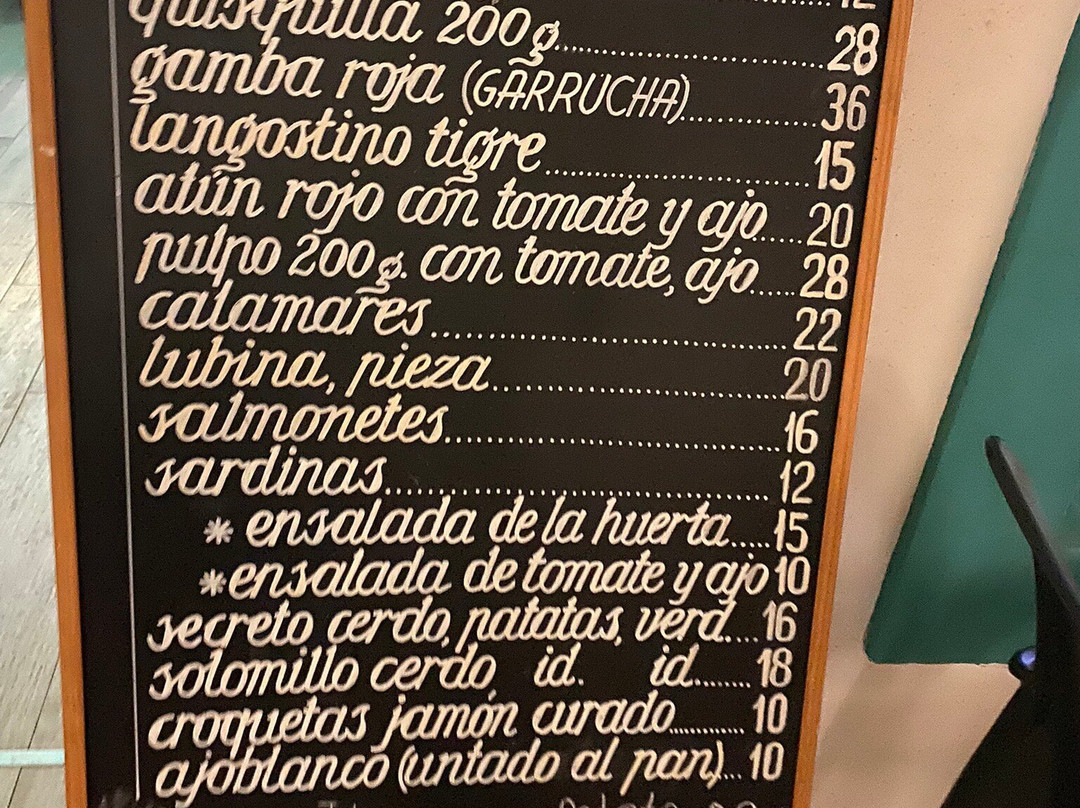 12
quisquilla 200g. 28
gamba roja (GARRUCHA) 36
langostino tigre 15
atún rojo con tomate y ajo 20
pulpo 200g. con tomate, ajo 28
calamares 22
lubina, pieza 20
salmonetes 16
sardinas 12
* ensalada de la huerta 15
* ensalada de tomate y ajo 10
secreto cerdo, patatas, verd. 16
solomillo cerdo id. id. 18
croquetas jamón curado 10
ajoblanco (untado al pan) 10